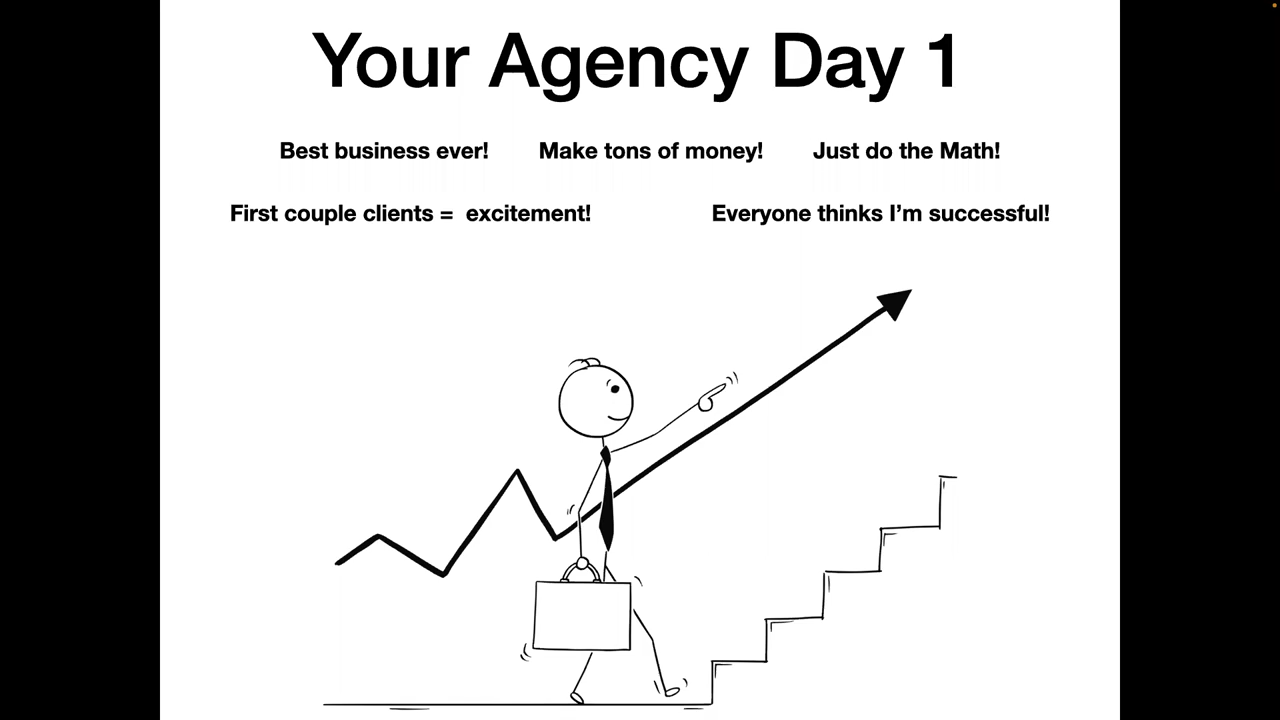 Your Agency Day 1
Best business ever! Make tons of money! Just do the Math!
First couple clients = excitement! Everyone thinks I’m successful!